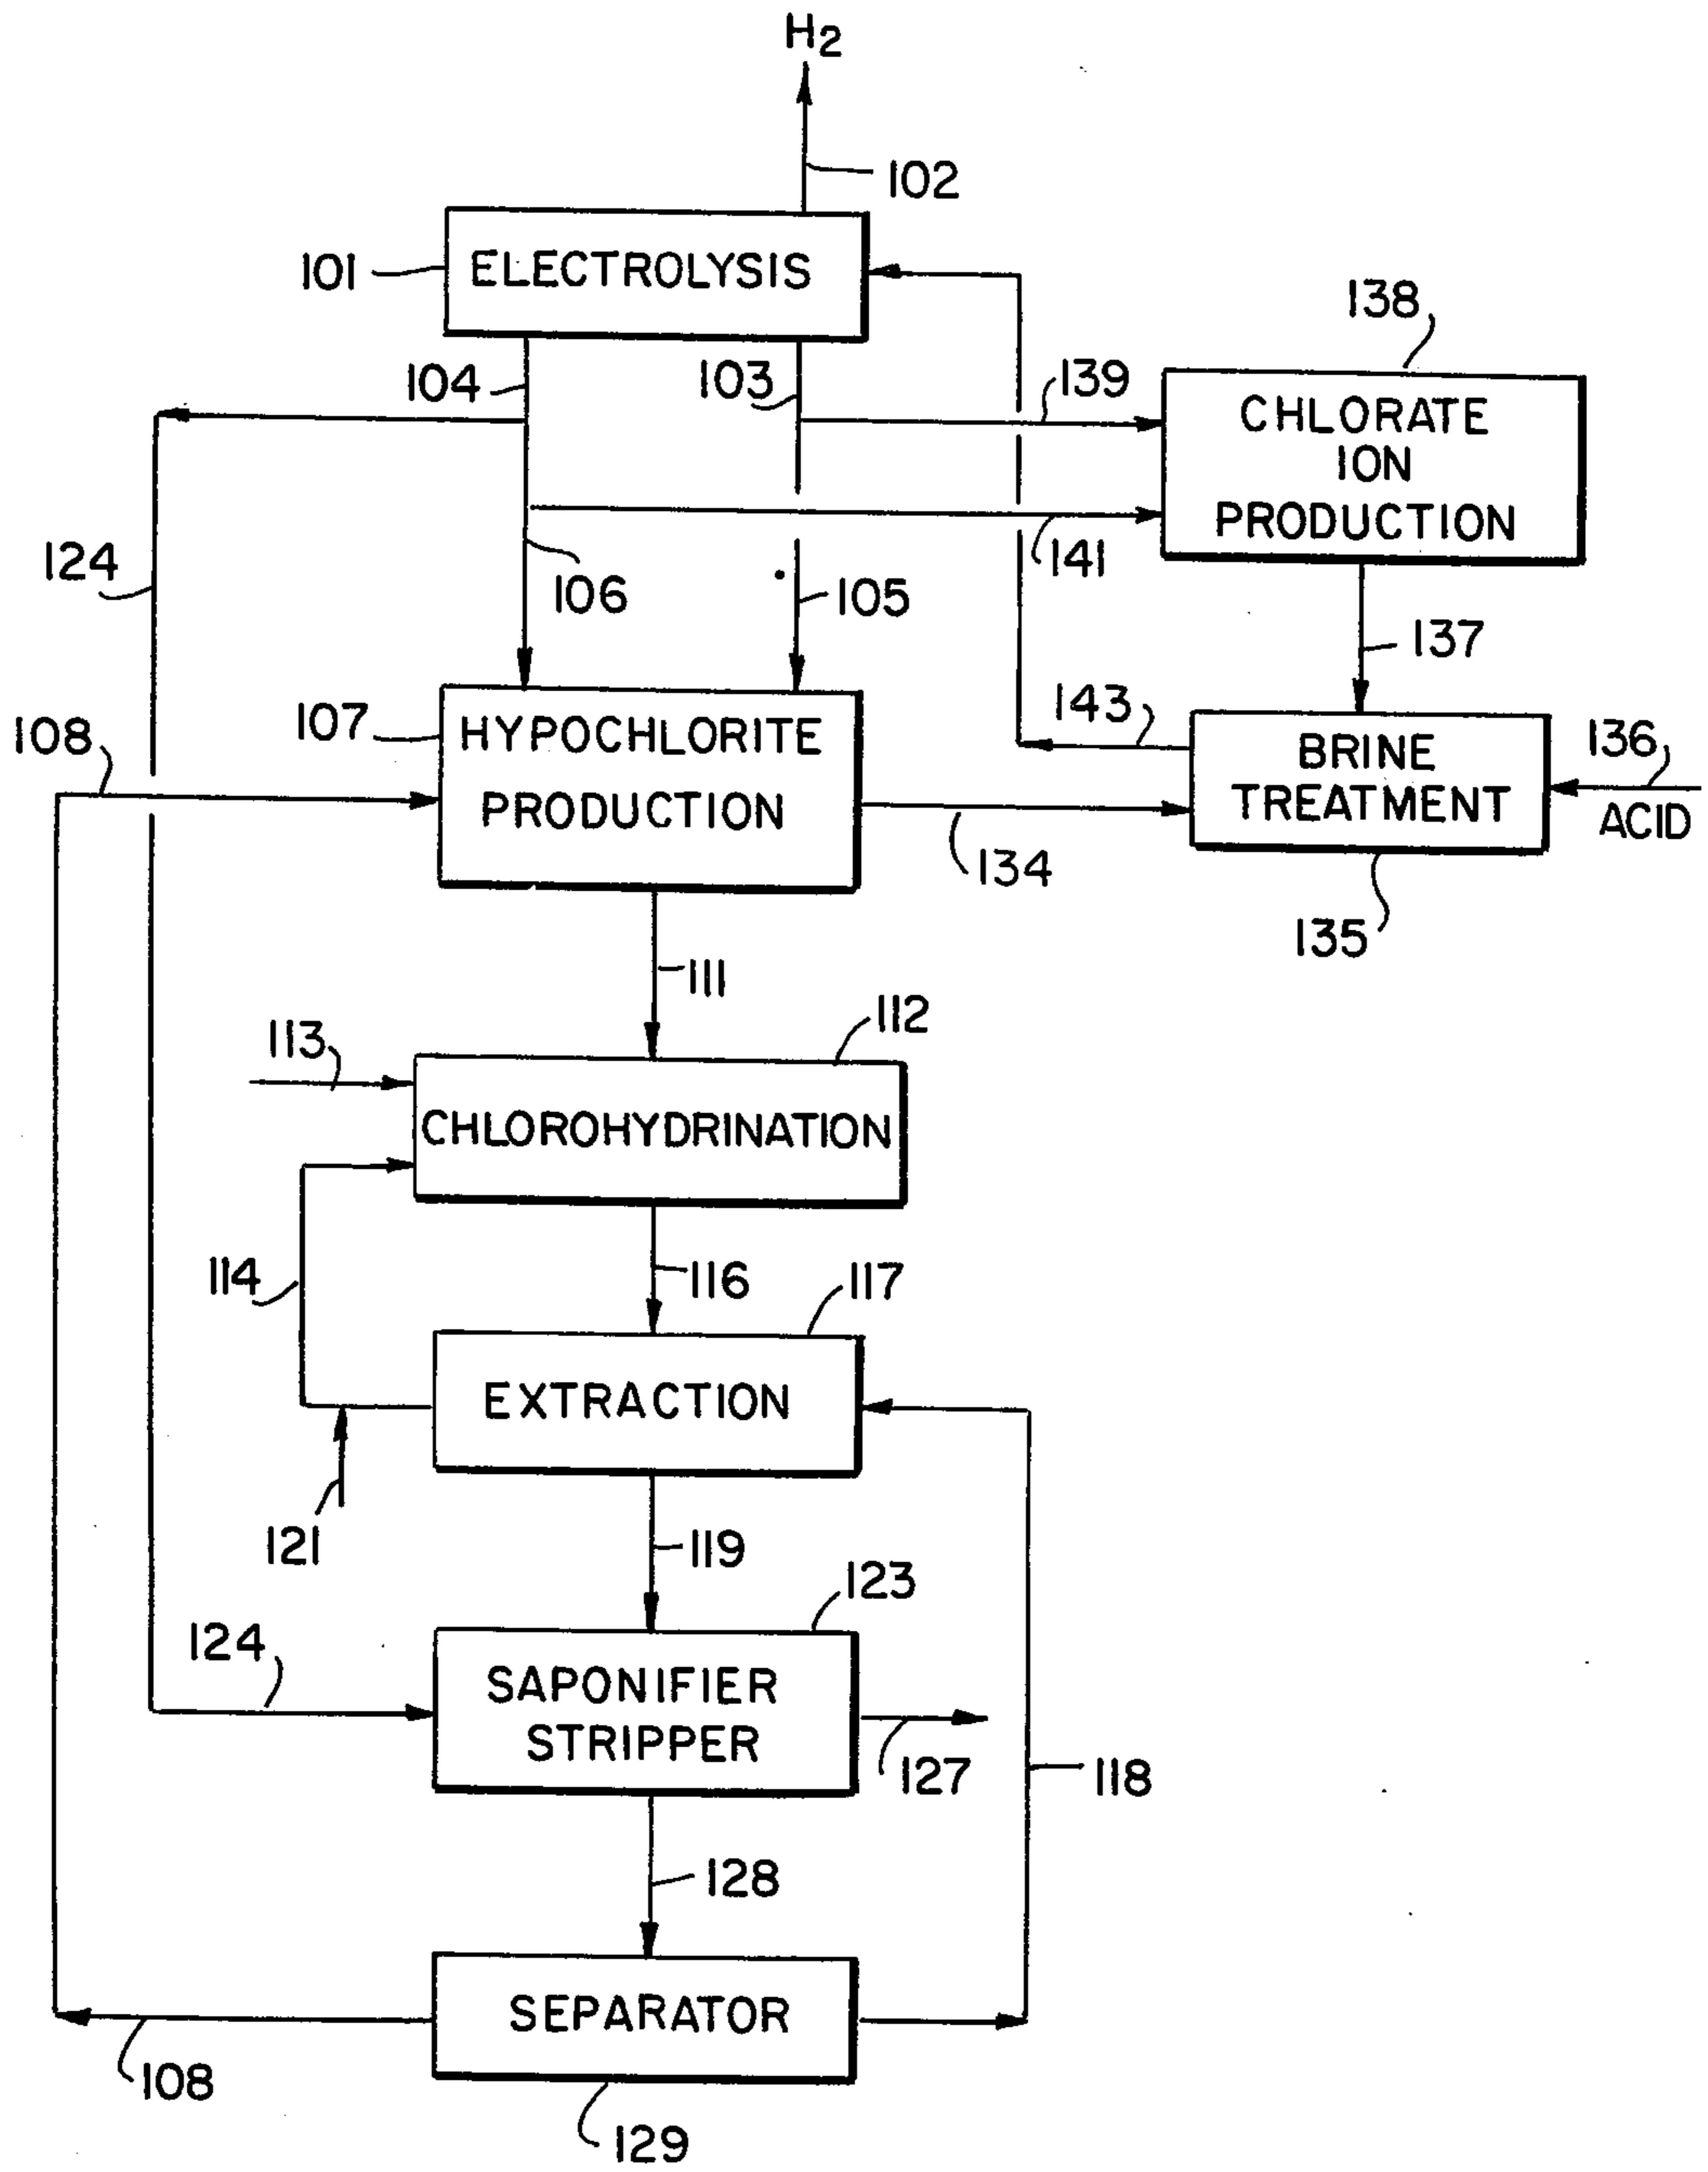 H2
102
101
ELECTROLYSIS
138
104
103
139
CHLORATE
ION
PRODUCTION
124
106
105
141
137
108
107
HYPOCHLORITE
PRODUCTION
143
BRINE
TREATMENT
136
ACID
134
135
111
113
112
CHLOROHYDRINATION
114
116
117
EXTRACTION
121
119
123
124
SAPONIFIER
STRIPPER
127
118
128
SEPARATOR
108
129